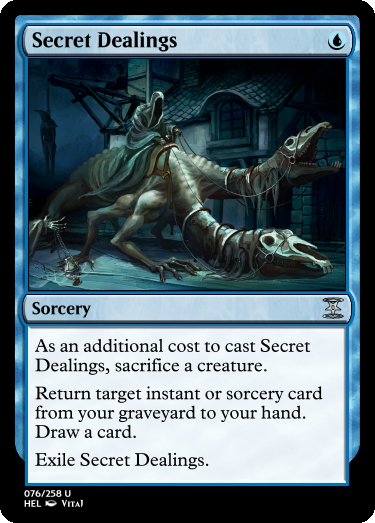 Secret Dealings
Sorcery
As an additional cost to cast Secret
Dealings, sacrifice a creature.
Return target instant or sorcery card
from your graveyard to your hand.
Draw a card.
Exile Secret Dealings.
076/258 U
HEL VITAJ